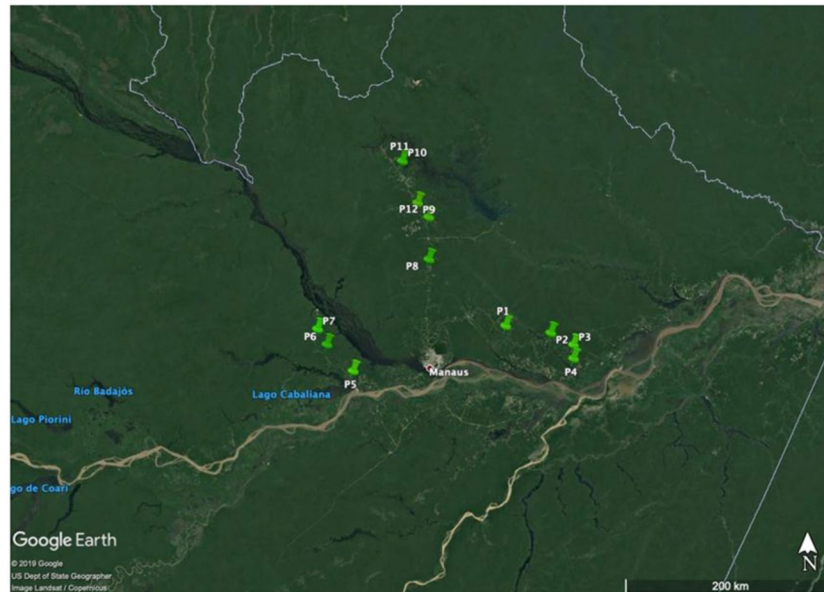 P11
P10
P12 P9
P8
P1
P7
P2 P3
P6
P4
Manaus
P5
Río Badajós
Lago Cabaliana
Lago Piorini
go de Coari
Google Earth
© 2019 Google
US Dept of State Geographer
Image Landsat / Copernicus
N
200 km